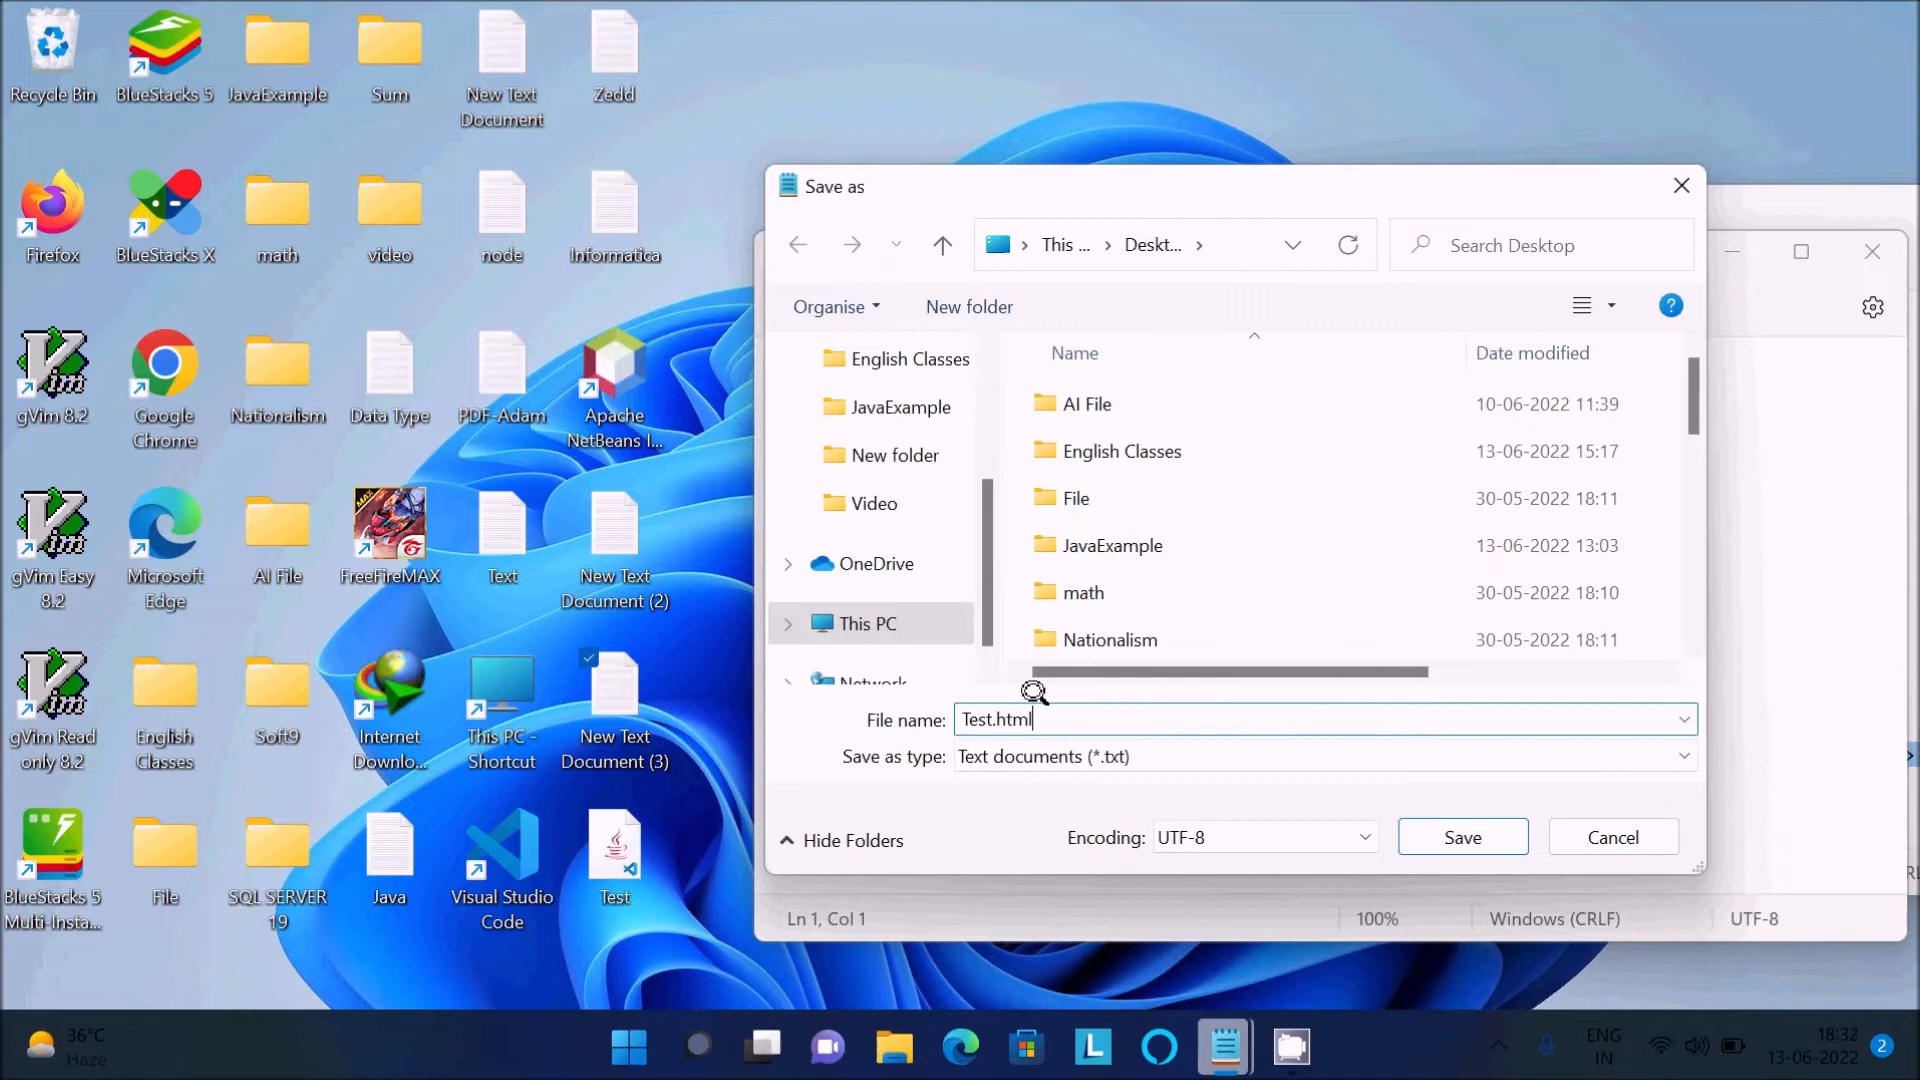 Recycle Bin
BlueStacks 5
JavaExample
Sum
New Text
Document
Zedd
Firefox
BlueStacks X
math
video
node
Informatica
gVim 8.2
Google
Chrome
Nationalism
Data Type
PDF-Adam
Apache
NetBeans I...
gVim Easy
8.2
Microsoft
Edge
AI File
MAX
FreeFireMAX
Text
New Text
Document (2)
gVim Read
only 8.2
English
Classes
Soft9
Internet
Downlo...
This PC -
Shortcut
New Text
Document (3)
BlueStacks 5
Multi-Insta...
File
SQL SERVER
19
Java
Visual Studio
Code
Test
Save as
This ... Deskt...
Search Desktop
Organise
New folder
English Classes
JavaExample
New folder
Video
OneDrive
This PC
Network
Name Date modified
AI File 10-06-2022 11:39
English Classes 13-06-2022 15:17
File 30-05-2022 18:11
JavaExample 13-06-2022 13:03
math 30-05-2022 18:10
Nationalism 30-05-2022 18:11
File name: Test.html
Save as type: Text documents (*.txt)
Hide Folders
Encoding: UTF-8
Save
Cancel
Ln 1, Col 1 100% Windows (CRLF) UTF-8
36°C
Haze
ENG
IN
18:32
13-06-2022
2